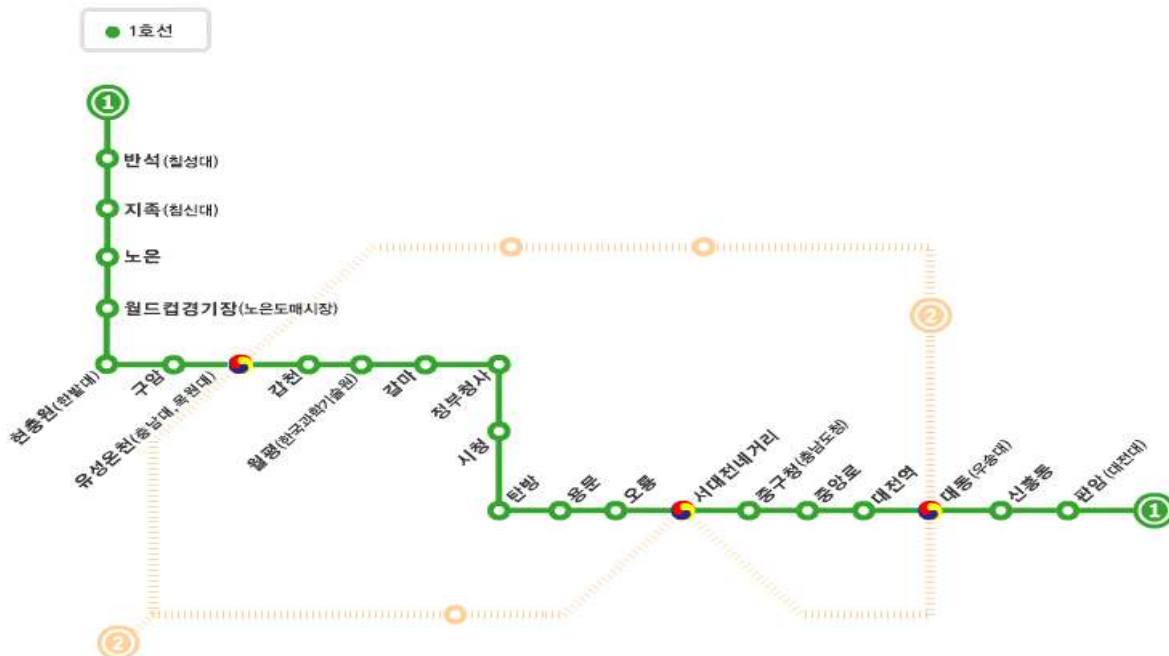 1호선
1
반석(칠성대)
지족(침신대)
노은
월드컵경기장(노은도매시장)
2
현충원(한밭대)
구암
유성온천(충남대,목원대)
갑천
월평(한국과학기술원)
갈마
정부청사
시청
탄방
용문
오룡
서대전네거리
중구청(충남도청)
중앙로
대전역
대동(우송대)
신흥동
판암(대전대)
1
2